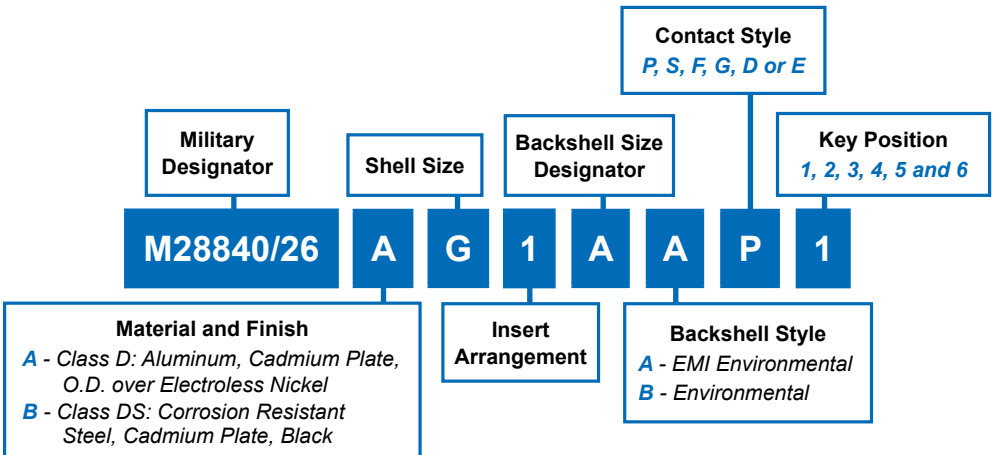 Contact Style
P, S, F, G, D or E
Military
Designator
Shell Size
Backshell Size
Designator
Key Position
1, 2, 3, 4, 5 and 6
M28840/26 A G 1 A A P 1
Material and Finish
A - Class D: Aluminum, Cadmium Plate,
O.D. over Electroless Nickel
B - Class DS: Corrosion Resistant
Steel, Cadmium Plate, Black
Insert
Arrangement
Backshell Style
A - EMI Environmental
B - Environmental